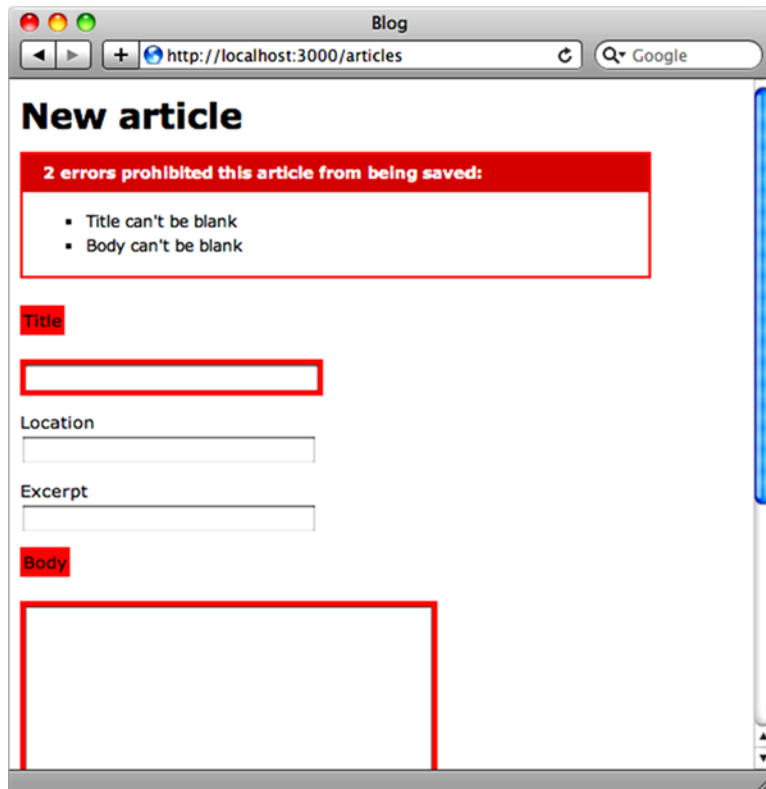 Blog
http://localhost:3000/articles
Google
New article
2 errors prohibited this article from being saved:
Title can't be blank
Body can't be blank
Title
Location
Excerpt
Body